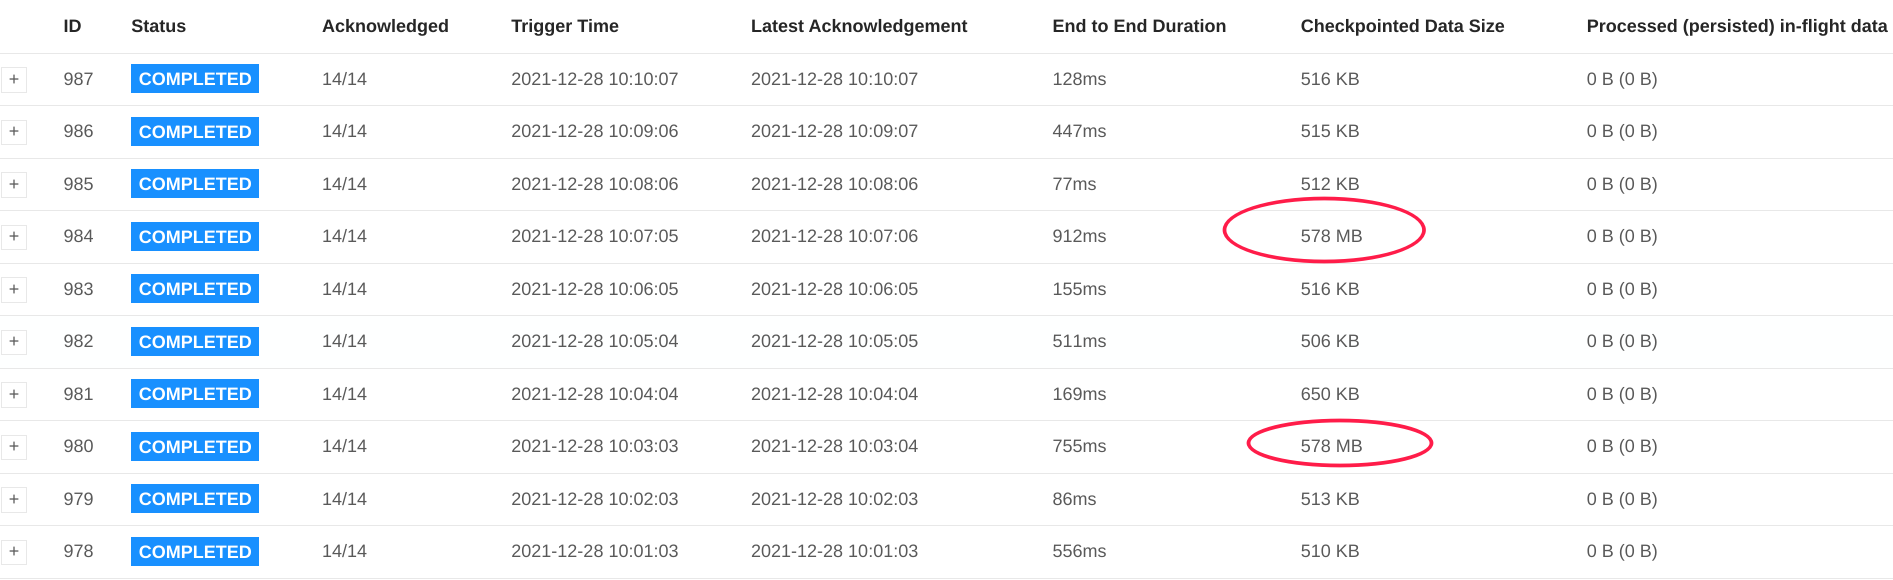 ID Status Acknowledged Trigger Time Latest Acknowledgement End to End Duration Checkpointed Data Size Processed (persisted) in-flight data
+ 987 COMPLETED 14/14 2021-12-28 10:10:07 2021-12-28 10:10:07 128ms 516 KB 0 B (0 B)
+ 986 COMPLETED 14/14 2021-12-28 10:09:06 2021-12-28 10:09:07 447ms 515 KB 0 B (0 B)
+ 985 COMPLETED 14/14 2021-12-28 10:08:06 2021-12-28 10:08:06 77ms 512 KB 0 B (0 B)
+ 984 COMPLETED 14/14 2021-12-28 10:07:05 2021-12-28 10:07:06 912ms 578 MB 0 B (0 B)
+ 983 COMPLETED 14/14 2021-12-28 10:06:05 2021-12-28 10:06:05 155ms 516 KB 0 B (0 B)
+ 982 COMPLETED 14/14 2021-12-28 10:05:04 2021-12-28 10:05:05 511ms 506 KB 0 B (0 B)
+ 981 COMPLETED 14/14 2021-12-28 10:04:04 2021-12-28 10:04:04 169ms 650 KB 0 B (0 B)
+ 980 COMPLETED 14/14 2021-12-28 10:03:03 2021-12-28 10:03:04 755ms 578 MB 0 B (0 B)
+ 979 COMPLETED 14/14 2021-12-28 10:02:03 2021-12-28 10:02:03 86ms 513 KB 0 B (0 B)
+ 978 COMPLETED 14/14 2021-12-28 10:01:03 2021-12-28 10:01:03 556ms 510 KB 0 B (0 B)